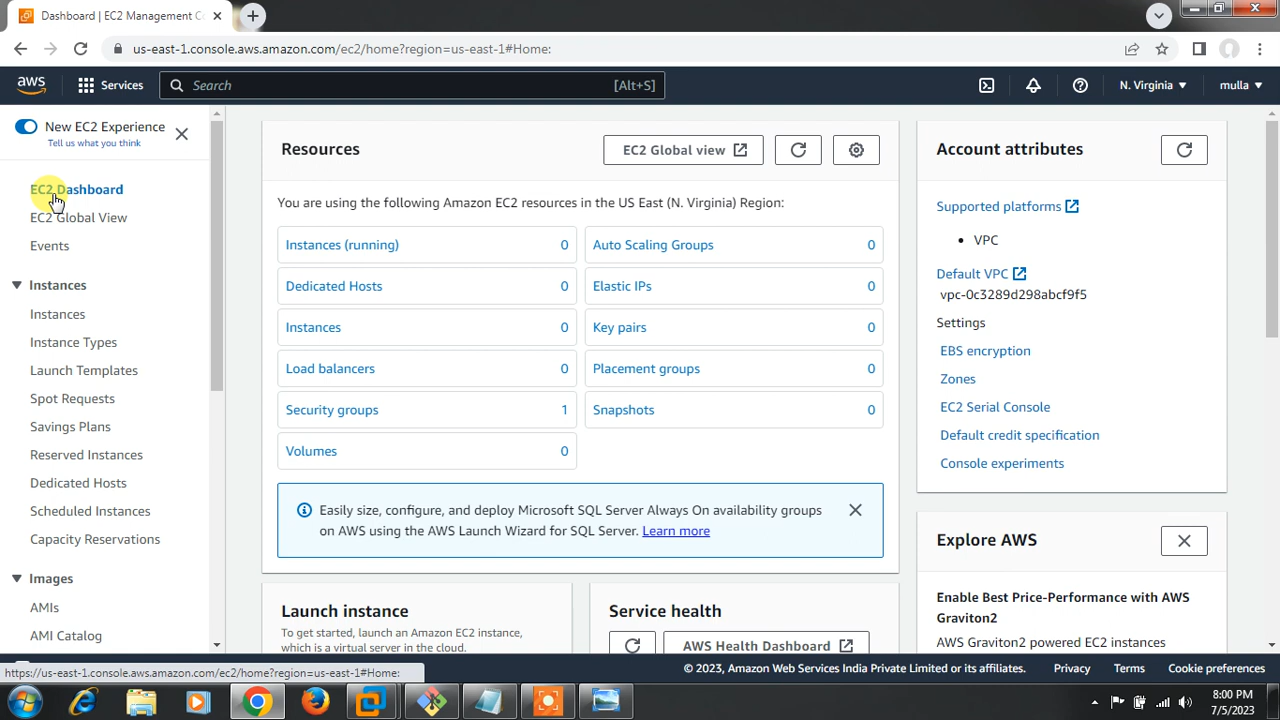 Dashboard | EC2 Management Co
us-east-1.console.aws.amazon.com/ec2/home?region=us-east-1#Home:
aws
Services
Search
[Alt+S]
N. Virginia
mulla
New EC2 Experience
Tell us what you think
EC2 Dashboard
EC2 Global View
Events
Instances
Instances
Instance Types
Launch Templates
Spot Requests
Savings Plans
Reserved Instances
Dedicated Hosts
Scheduled Instances
Capacity Reservations
Images
AMIs
AMI Catalog
Resources
EC2 Global view
You are using the following Amazon EC2 resources in the US East (N. Virginia) Region:
Instances (running) 0
Auto Scaling Groups 0
Dedicated Hosts 0
Elastic IPs 0
Instances 0
Key pairs 0
Load balancers 0
Placement groups 0
Security groups 1
Snapshots 0
Volumes 0
Easily size, configure, and deploy Microsoft SQL Server Always On availability groups
on AWS using the AWS Launch Wizard for SQL Server. Learn more
Launch instance
To get started, launch an Amazon EC2 instance,
which is a virtual server in the cloud.
Service health
AWS Health Dashboard
Account attributes
Supported platforms
• VPC
Default VPC
vpc-0c3289d298abcf9f5
Settings
EBS encryption
Zones
EC2 Serial Console
Default credit specification
Console experiments
Explore AWS
Enable Best Price-Performance with AWS
Graviton2
AWS Graviton2 powered EC2 instances
https://us-east-1.console.aws.amazon.com/ec2/home?region=us-east-1#Home:
© 2023, Amazon Web Services India Private Limited or its affiliates.
Privacy
Terms
Cookie preferences
8:00 PM
7/5/2023